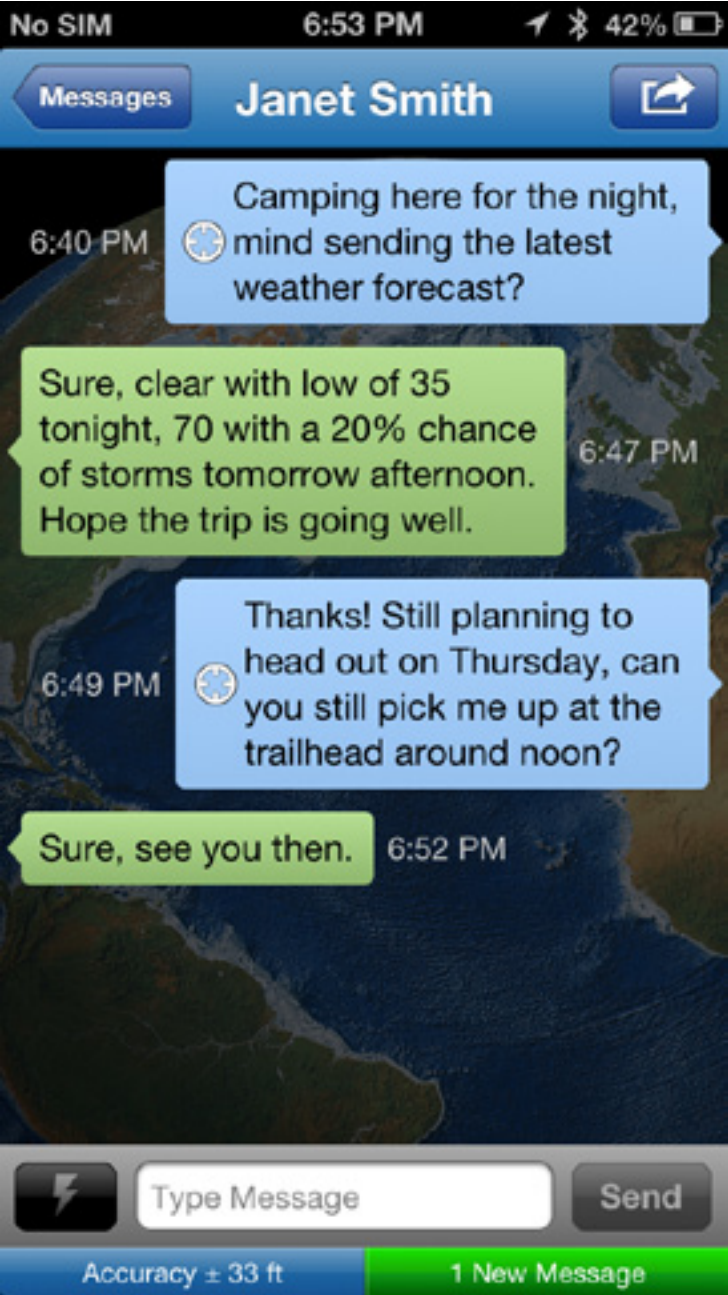 No SIM 6:53 PM 42%
Messages Janet Smith
Camping here for the night,
6:40 PM mind sending the latest
weather forecast?
Sure, clear with low of 35
tonight, 70 with a 20% chance
6:47 PM
of storms tomorrow afternoon.
Hope the trip is going well.
Thanks! Still planning to
head out on Thursday, can
6:49 PM
you still pick me up at the
trailhead around noon?
Sure, see you then. 6:52 PM
Type Message Send
Accuracy ± 33 ft 1 New Message